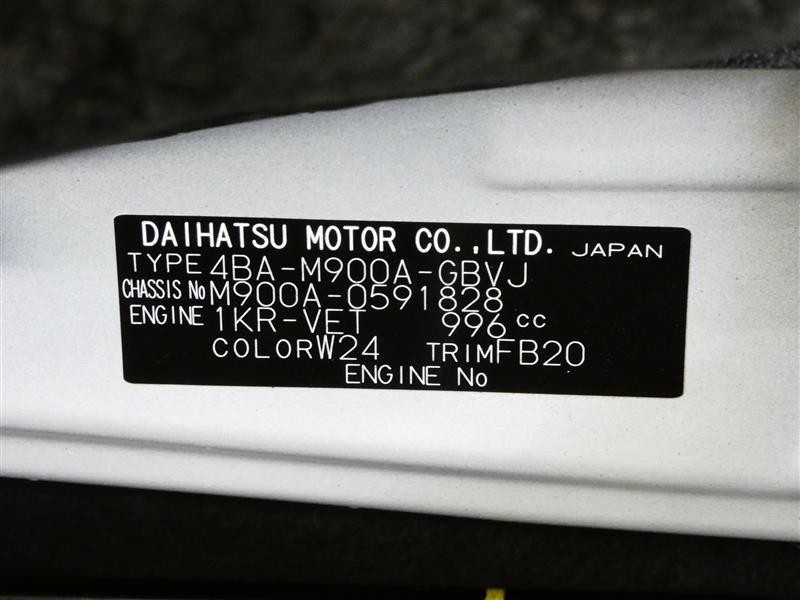 DAIHATSU MOTOR CO.,LTD. JAPAN
TYPE 4BA-M900A-GBVJ
CHASSIS No M900A-0591828
ENGINE 1KR-VET 996 cc
COLOR W24 TRIM FB20
ENGINE No